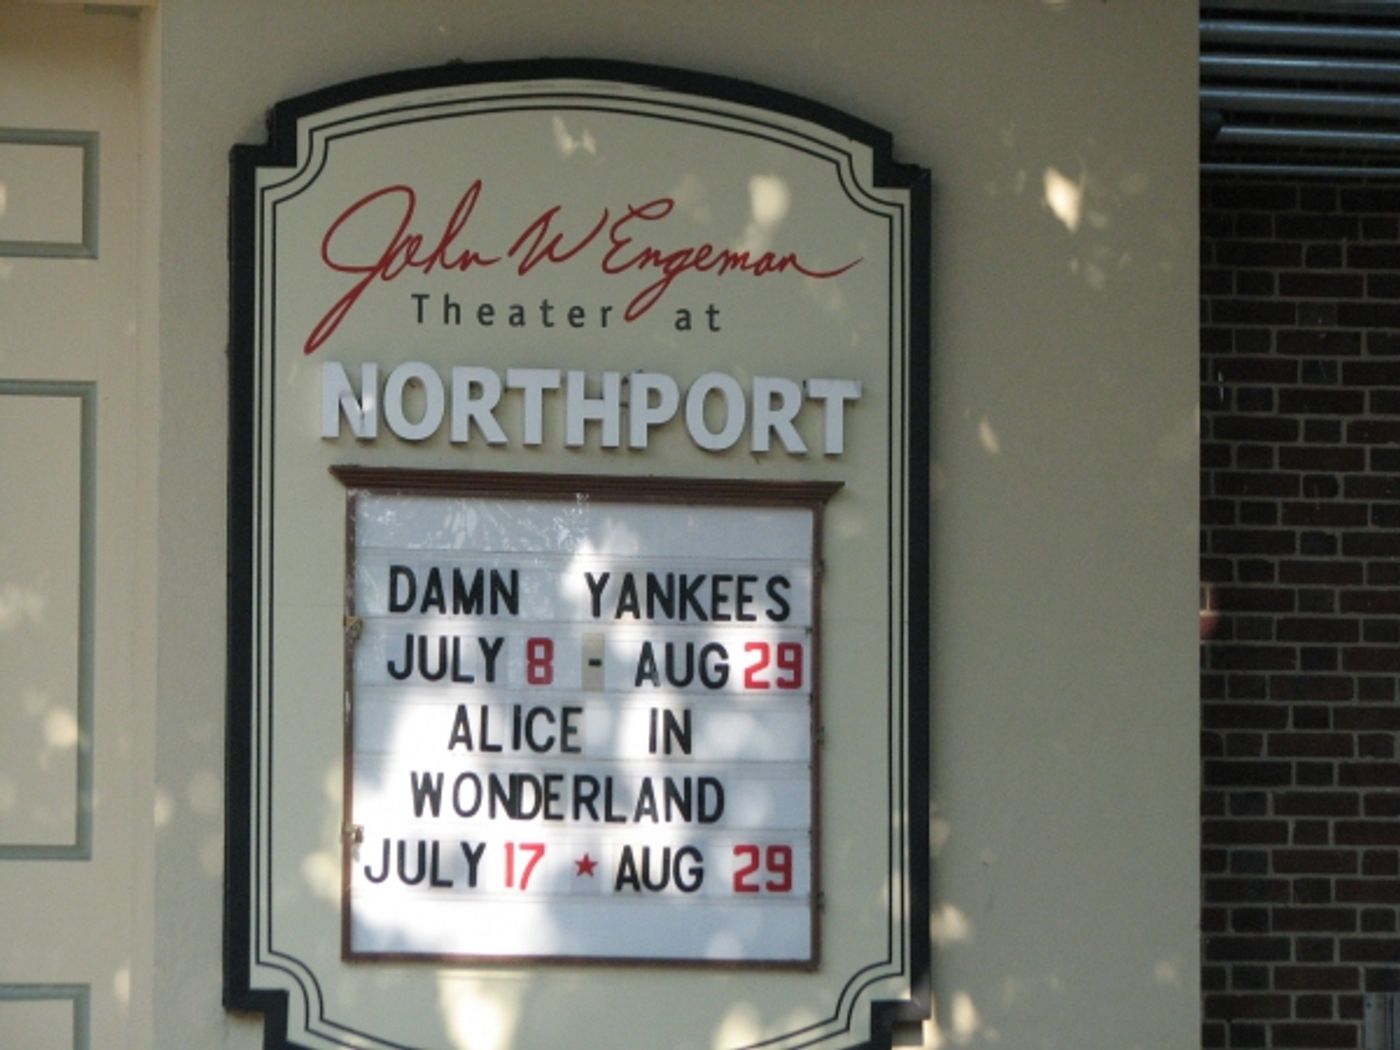 John W Engeman
Theater at
NORTHPORT
DAMN YANKEES
JULY 8 - AUG 29
ALICE IN
WONDERLAND
JULY 17 ★ AUG 29